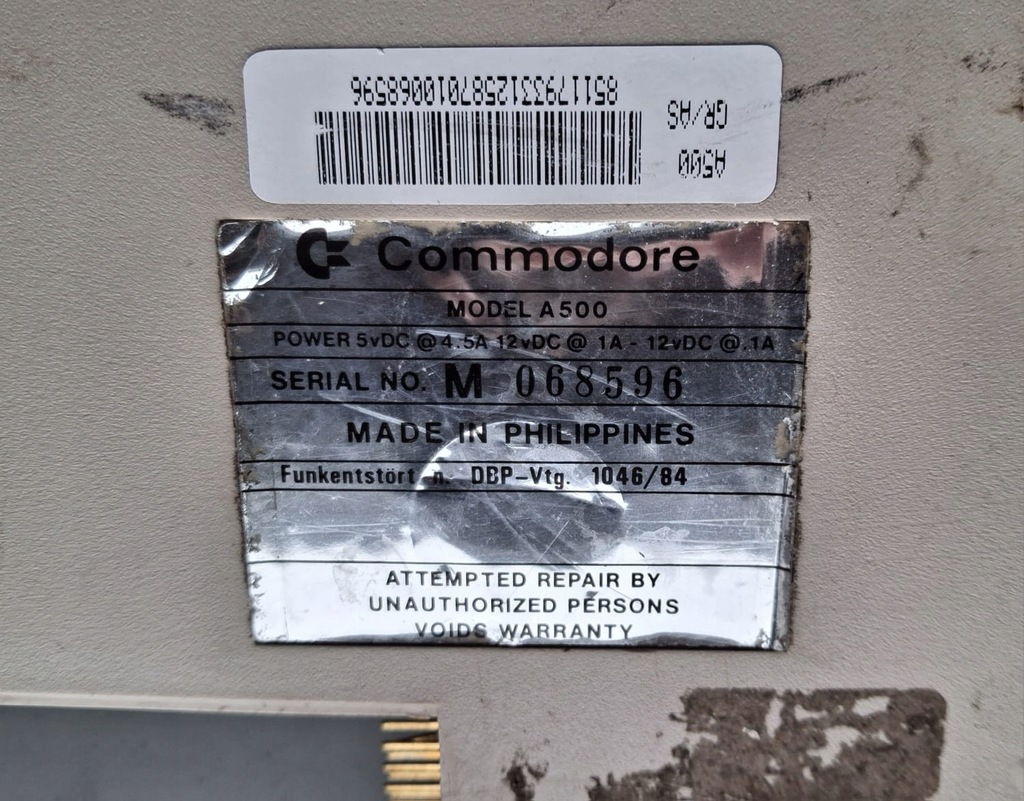 8511793312587010068596
GR/AS
A500
Commodore
MODEL A500
POWER 5vDC @ 4.5A 12vDC @ 1A - 12vDC @ .1A
SERIAL NO. M 068596
MADE IN PHILIPPINES
Funkentstört n. DBP-Vtg. 1046/84
ATTEMPTED REPAIR BY
UNAUTHORIZED PERSONS
VOIDS WARRANTY